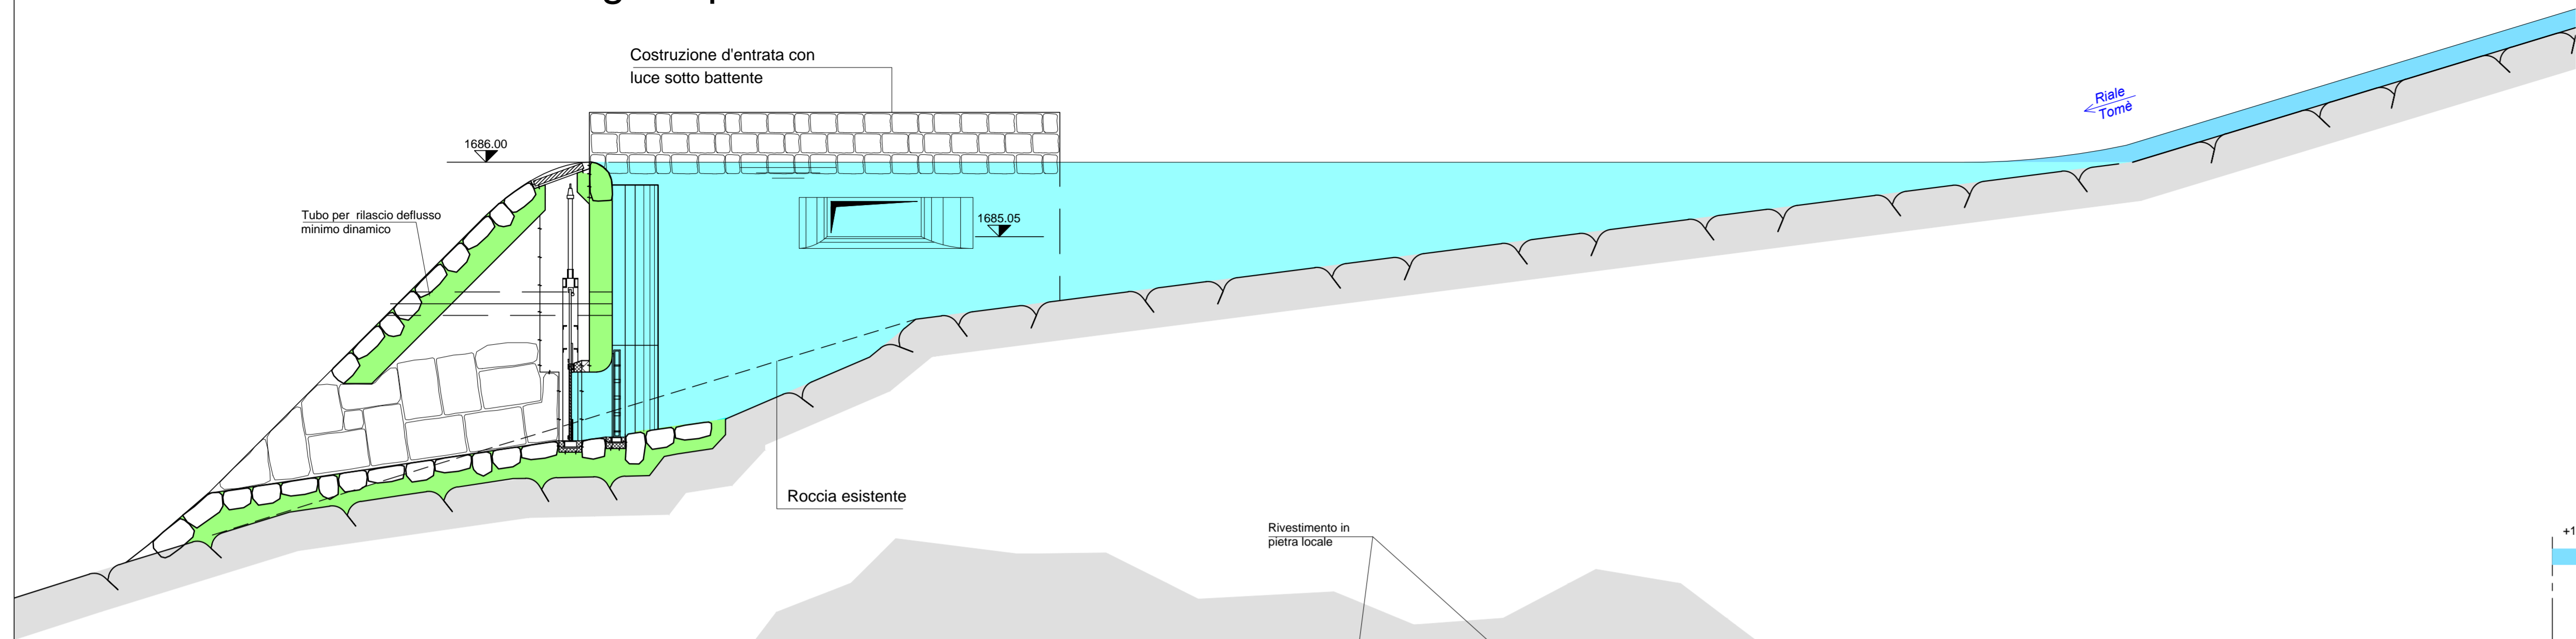 Costruzione d'entrata con
luce sotto battente
Riale
Tomè
1686.00
Tubo per rilascio deflusso
minimo dinamico
1685.05
Roccia esistente
Rivestimento in
pietra locale